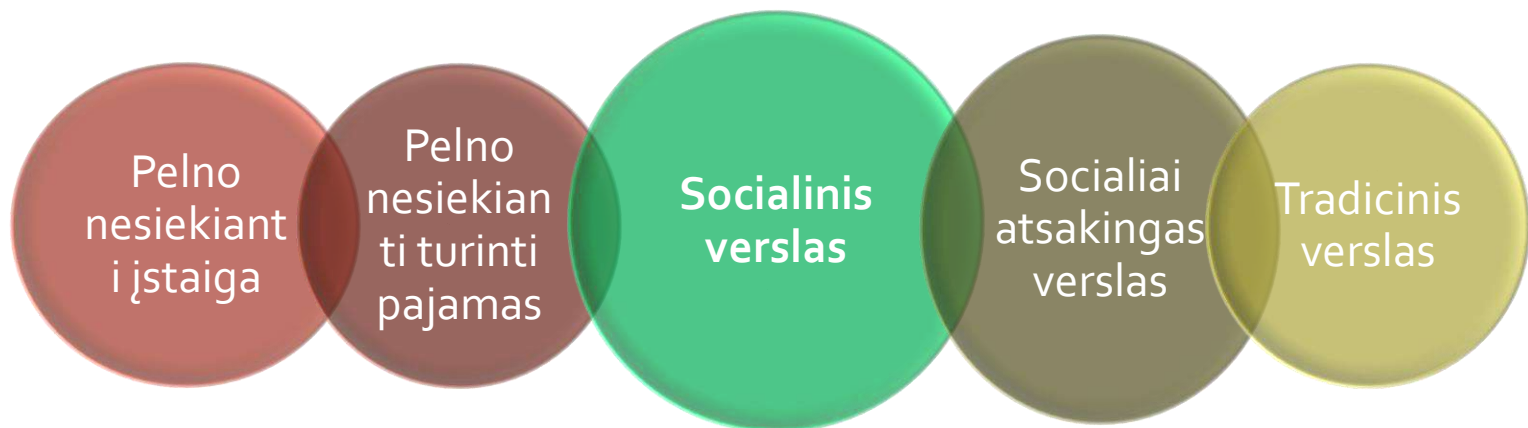 Pelno
nesiekiant
i įstaiga
Pelno
nesiekian
ti turinti
pajamas
Socialinis
verslas
Socialiai
atsakingas
verslas
Tradicinis
verslas